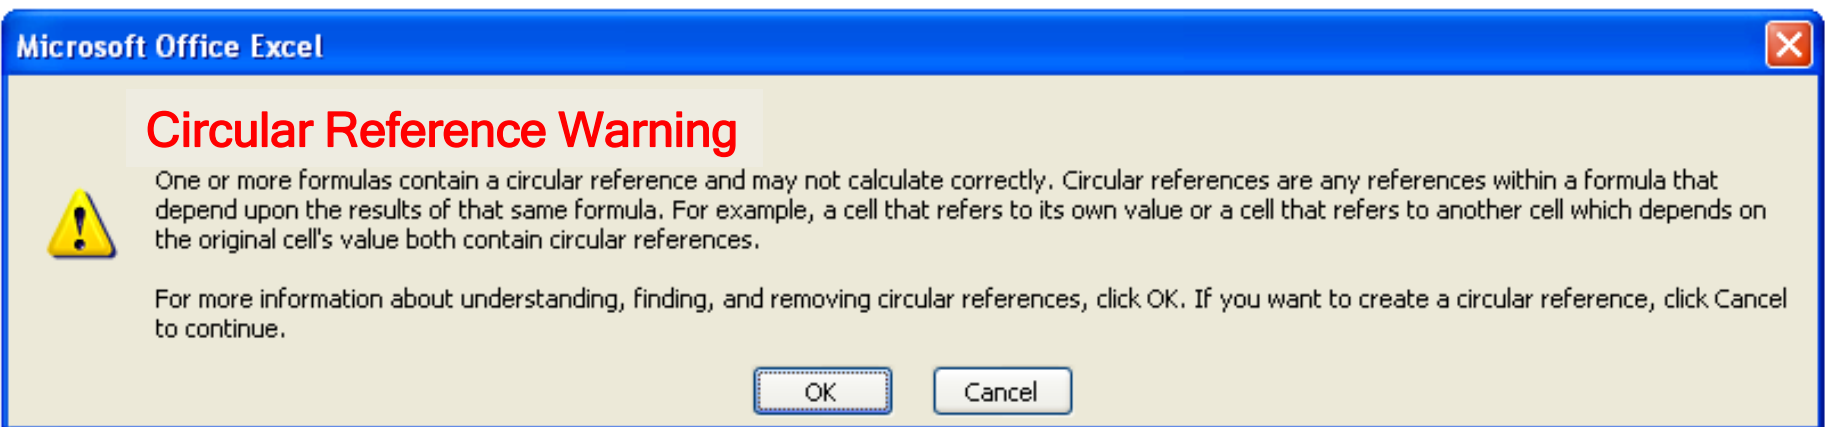 Microsoft Office Excel
Circular Reference Warning
One or more formulas contain a circular reference and may not calculate correctly. Circular references are any references within a formula that
depend upon the results of that same formula. For example, a cell that refers to its own value or a cell that refers to another cell which depends on
the original cell's value both contain circular references.
For more information about understanding, finding, and removing circular references, click OK. If you want to create a circular reference, click Cancel
to continue.
OK Cancel